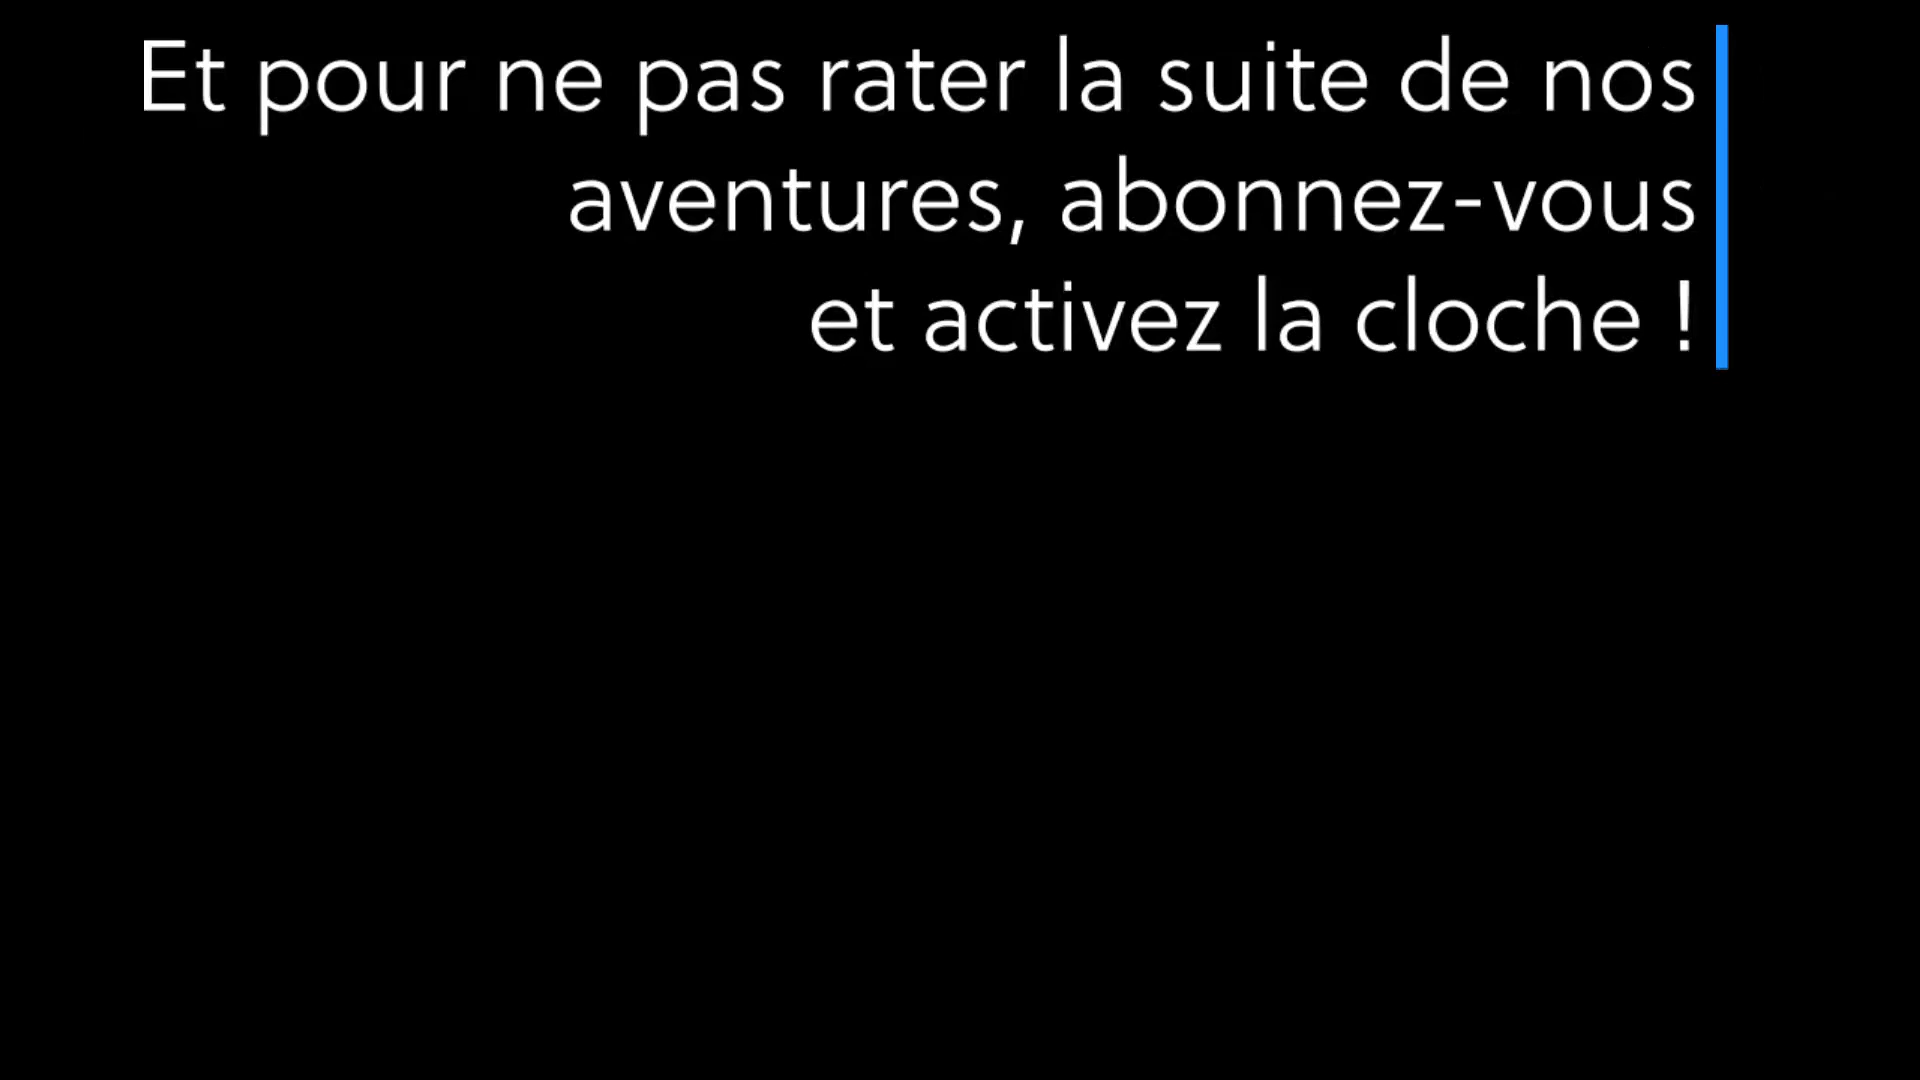 Et pour ne pas rater la suite de nos
aventures, abonnez-vous
et activez la cloche !